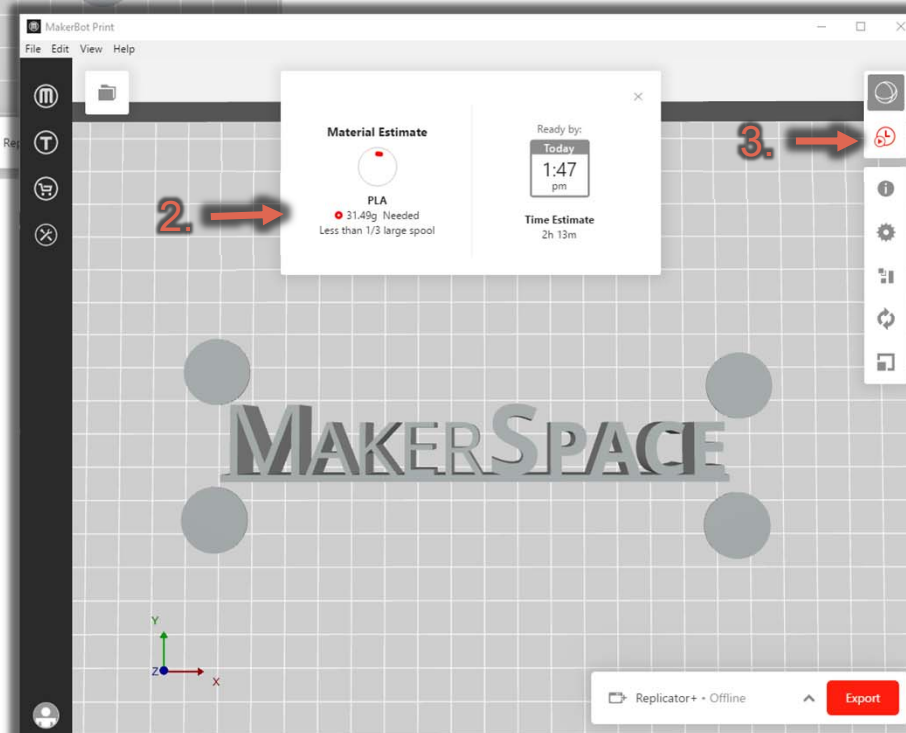 MakerBot Print
File Edit View Help
Rep
Material Estimate
PLA
31.49g Needed
Less than 1/3 large spool
Ready by:
Today
1:47
pm
Time Estimate
2h 13m
2.
3.
MAKERSPACE
Y
Z
X
Replicator+ • Offline
Export